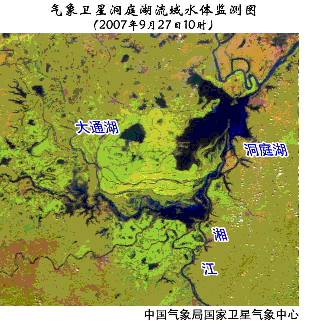 气象卫星洞庭湖流域水体监测图
(2007年9月27日10时)
大通湖
洞庭湖
湘
江
中国气象局国家卫星气象中心